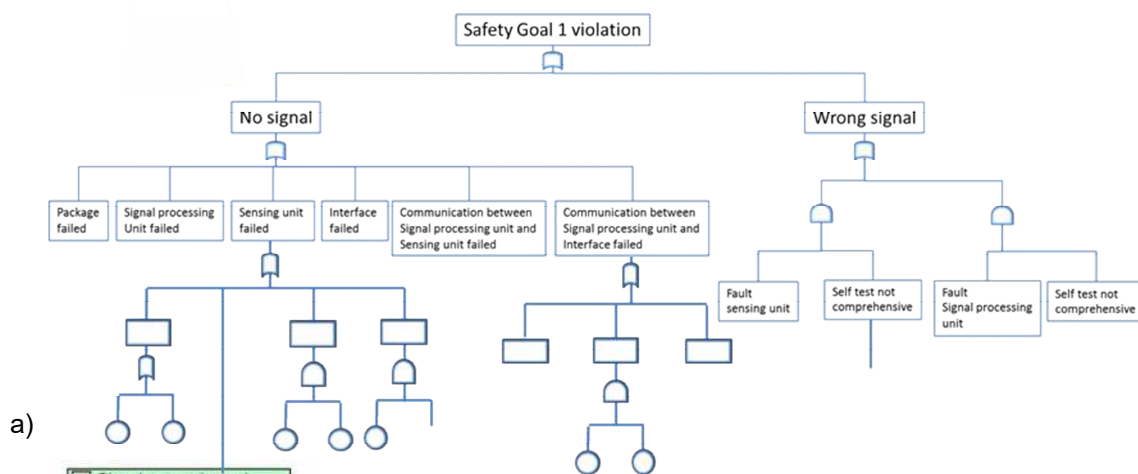 Safety Goal 1 violation
No signal
Wrong signal
Package
failed
Signal processing
Unit failed
Sensing unit
failed
Interface
failed
Communication between
Signal processing unit and
Sensing unit failed
Communication between
Signal processing unit and
Interface failed
Fault
sensing unit
Self test not
comprehensive
Fault
Signal processing
unit
Self test not
comprehensive
a)